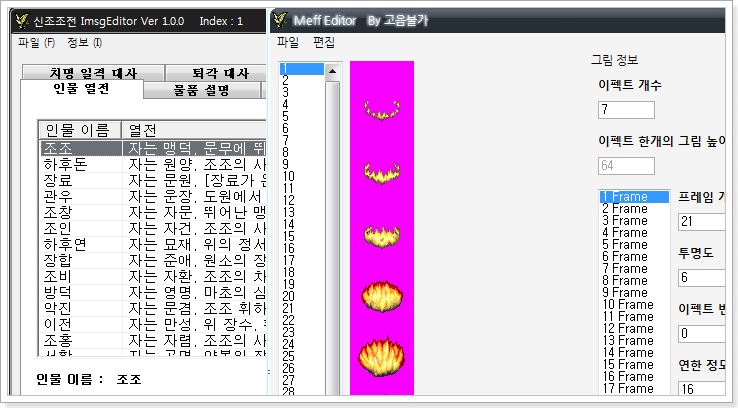 신조조전 ImsgEditor Ver 1.0.0 Index : 1
파일 (F) 정보 (I)
치명 일격 대사 퇴각 대사
인물 열전 물품 설명
인물 이름 열전
조조 자는 맹덕, 문무에 뛰
하후돈 자는 원양, 조조의 사
장료 자는 문원, [장료가 온
관우 자는 운장, 도원에서
조창 자는 자문, 뛰어난 맹
조인 자는 자건, 조조의 사
하후연 자는 묘재, 위의 정서
장합 자는 준예, 원소의 장
조비 자는 자환, 조조의 차
방덕 자는 영명, 마초의 심
악진 자는 문겸, 조조 휘하
이전 자는 만성, 위 장수,
조홍 자는 자렴, 조조의 사
서황 자는 공명, 양봉의 장
인물 이름 : 조조
Meff Editor By 고음불가
파일 편집
1
2
3
4
5
6
7
8
9
10
11
12
13
14
15
16
17
18
19
20
21
22
23
24
25
26
27
28
그림 정보
이펙트 개수
7
이펙트 한개의 그림 높이
64
1 Frame
2 Frame
3 Frame
4 Frame
5 Frame
6 Frame
7 Frame
8 Frame
9 Frame
10 Frame
11 Frame
12 Frame
13 Frame
14 Frame
15 Frame
16 Frame
17 Frame
프레임
21
투명도
6
이펙트
0
연한 정도
16